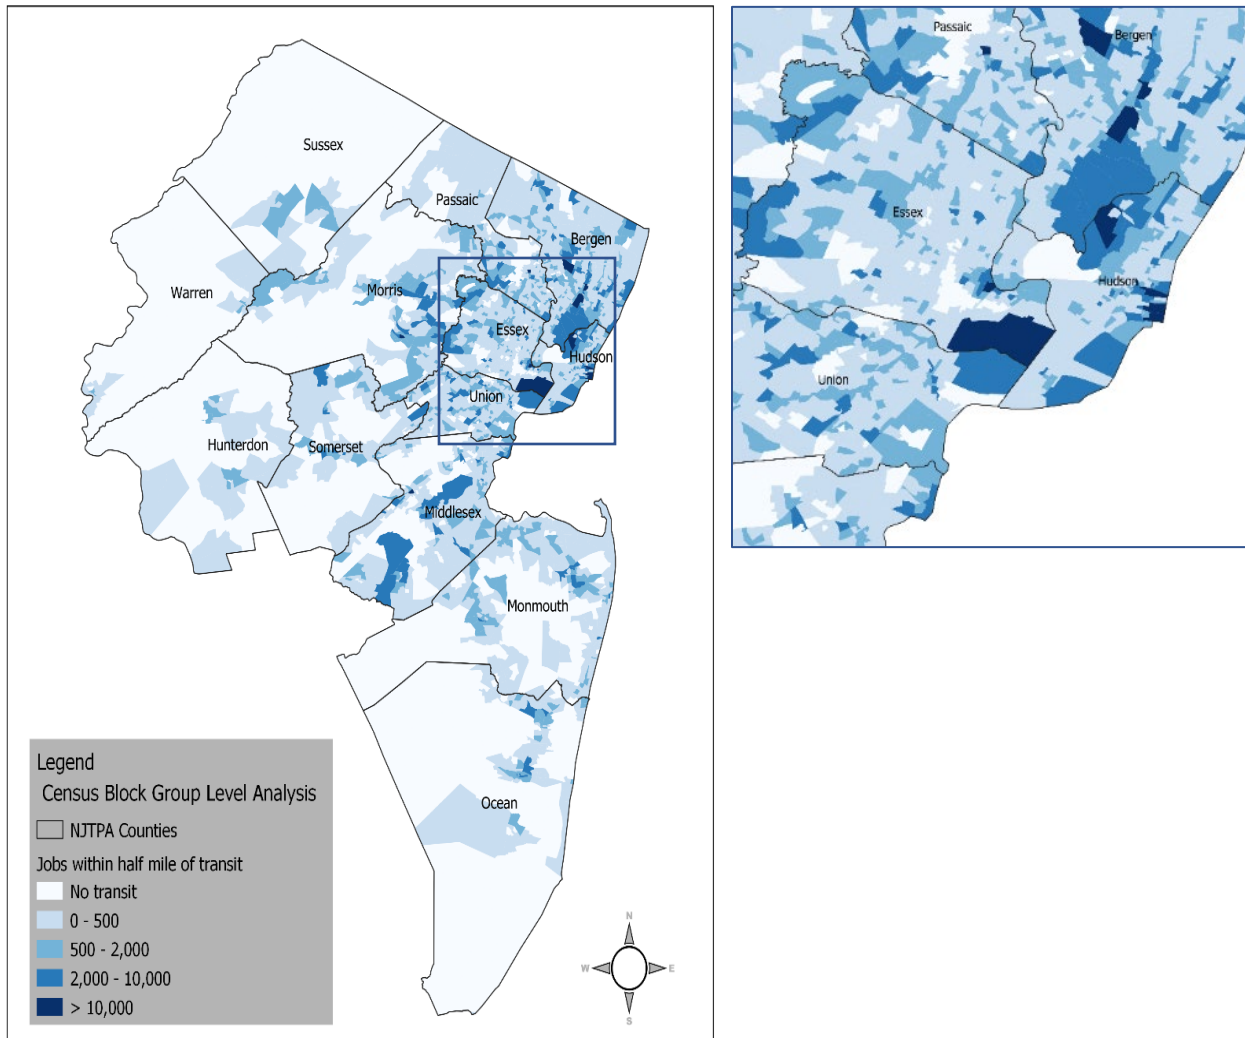 Sussex
Passaic
Bergen
Warren
Morris
Essex
Hudson
Union
Hunterdon
Somerset
Middlesex
Monmouth
Ocean
Legend
Census Block Group Level Analysis
NJTPA Counties
Jobs within half mile of transit
No transit
0 - 500
500 - 2,000
2,000 - 10,000
> 10,000
N
W
E
S
Passaic
Bergen
Essex
Hudson
Union